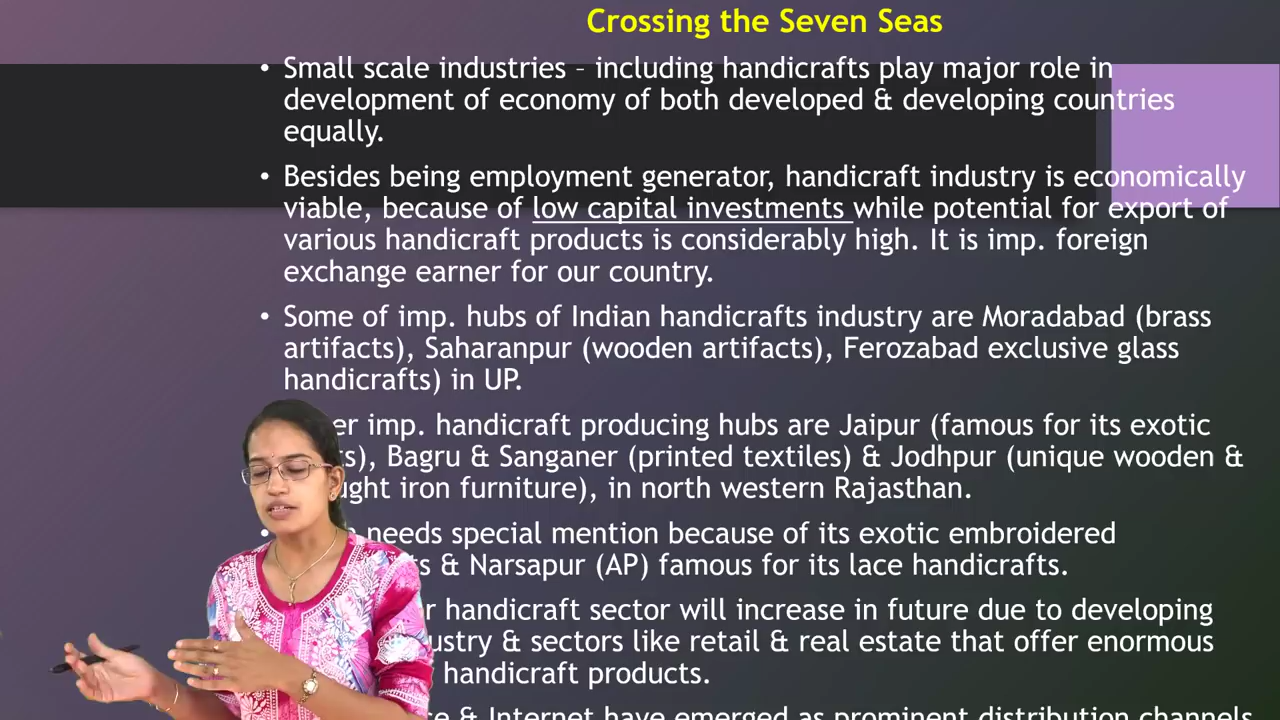 Crossing the Seven Seas
• Small scale industries – including handicrafts play major role in
development of economy of both developed & developing countries
equally.
• Besides being employment generator, handicraft industry is economically
viable, because of low capital investments while potential for export of
various handicraft products is considerably high. It is imp. foreign
exchange earner for our country.
• Some of imp. hubs of Indian handicrafts industry are Moradabad (brass
artifacts), Saharanpur (wooden artifacts), Ferozabad exclusive glass
handicrafts) in UP.
imp. handicraft producing hubs are Jaipur (famous for its exotic
Bagru & Sanganer (printed textiles) & Jodhpur (unique wooden &
iron furniture), in north western Rajasthan.
needs special mention because of its exotic embroidered
& Narsapur (AP) famous for its lace handicrafts.
handicraft sector will increase in future due to developing
& sectors like retail & real estate that offer enormous
handicraft products.
& Internet have emerged as prominent distribution channels